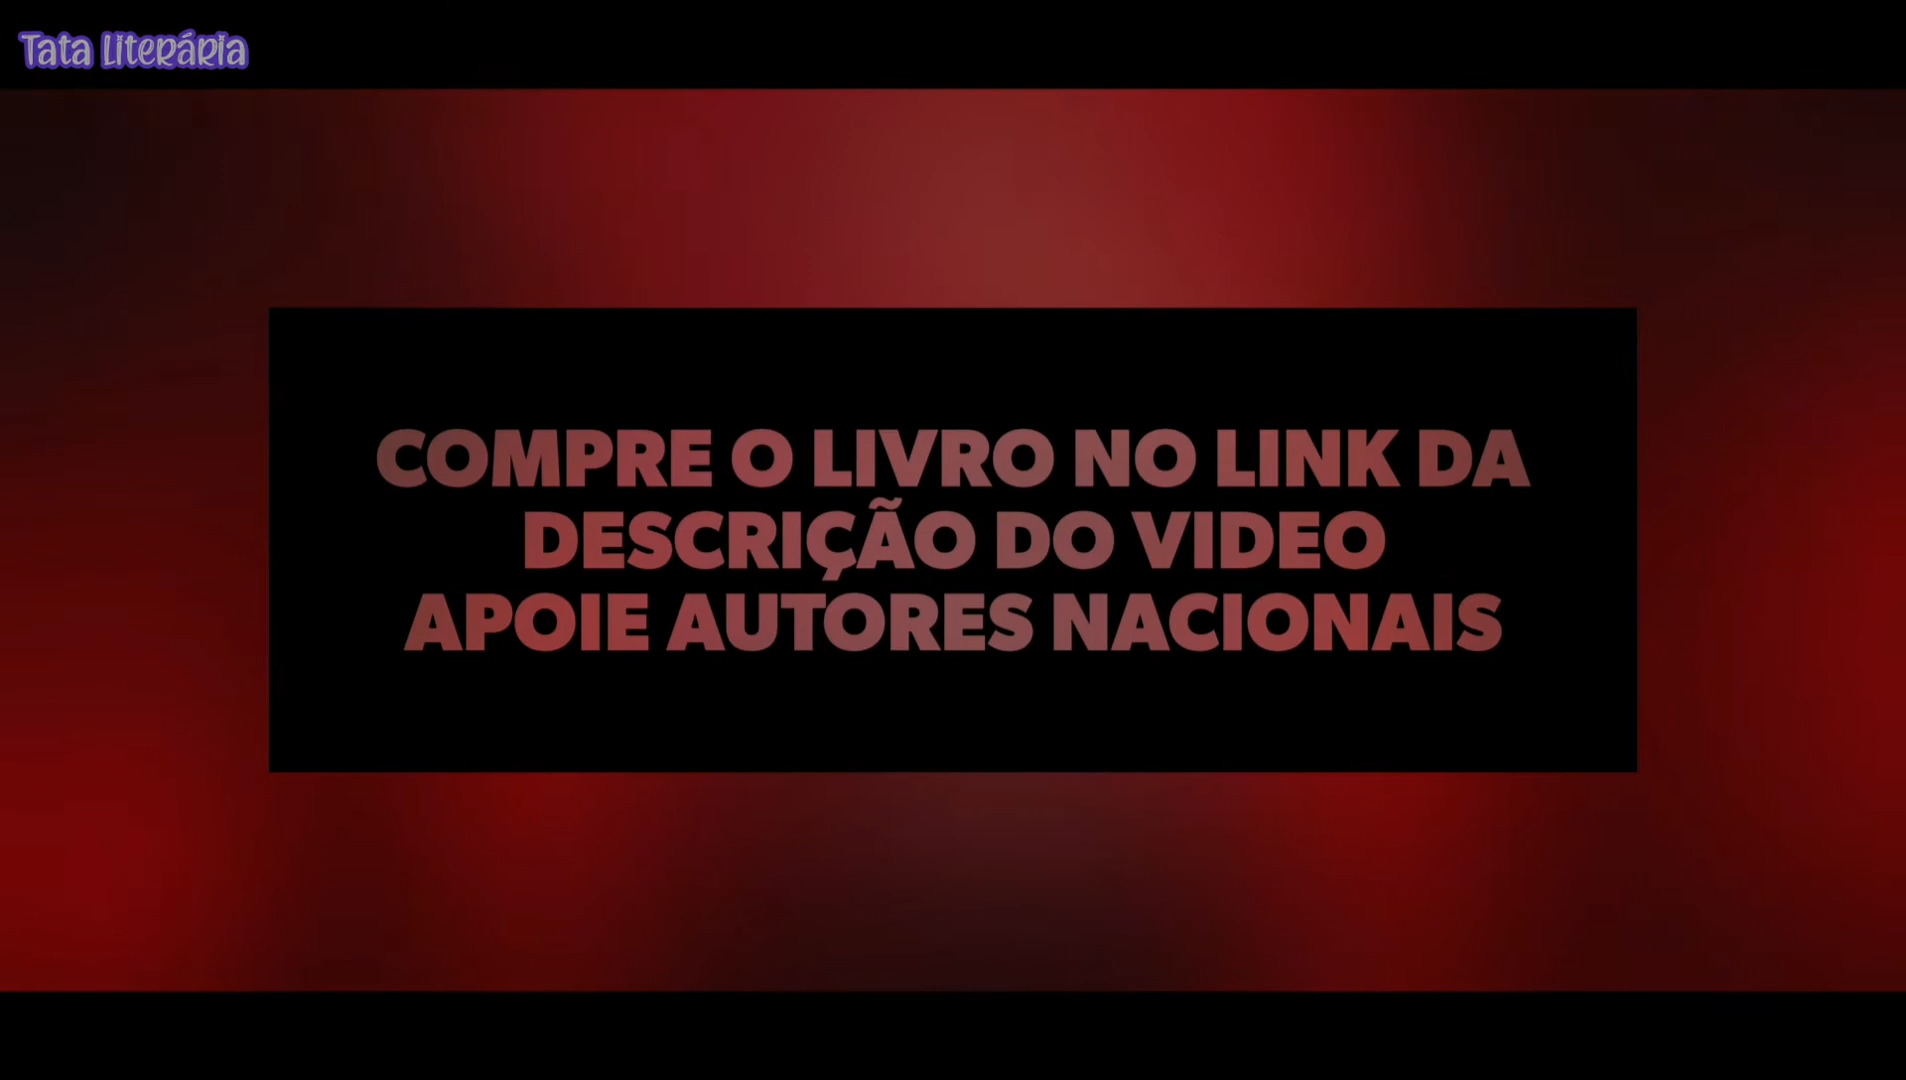 Tata Literária
COMPRE O LIVRO NO LINK DA
DESCRIÇÃO DO VIDEO
APOIE AUTORES NACIONAIS